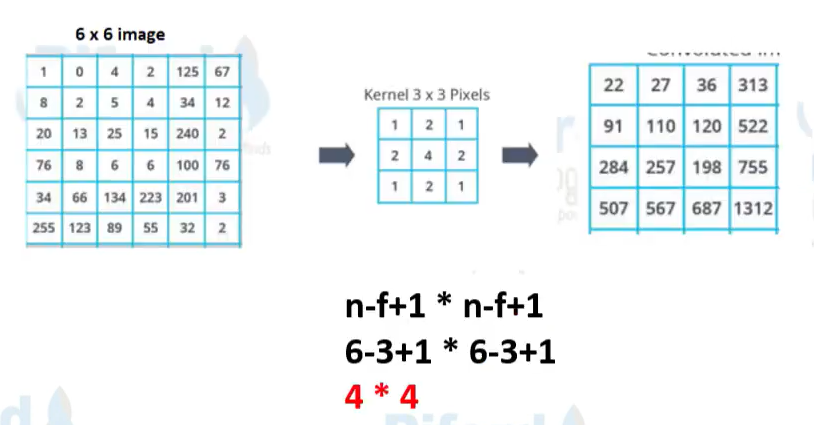 6 x 6 image
1 0 4 2 125 67
8 2 5 4 34 12
20 13 25 15 240 2
76 8 6 6 100 76
34 66 134 223 201 3
255 123 89 55 32 2
Kernel 3 x 3 Pixels
1 2 1
2 4 2
1 2 1
22 27 36 313
91 110 120 522
284 257 198 755
507 567 687 1312
n-f+1 * n-f+1
6-3+1 * 6-3+1
4 * 4